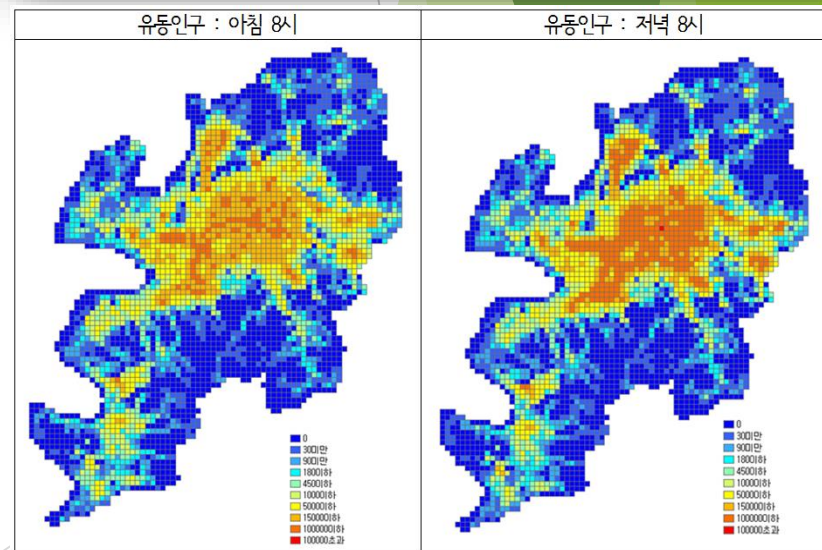 유동인구 : 아침 8시
유동인구 : 저녁 8시
0
30미만
90미만
180이하
450이하
1000이하
5000이하
15000이하
100000이하
100000초과
0
30미만
90미만
180이하
450이하
1000이하
5000이하
15000이하
100000이하
100000초과